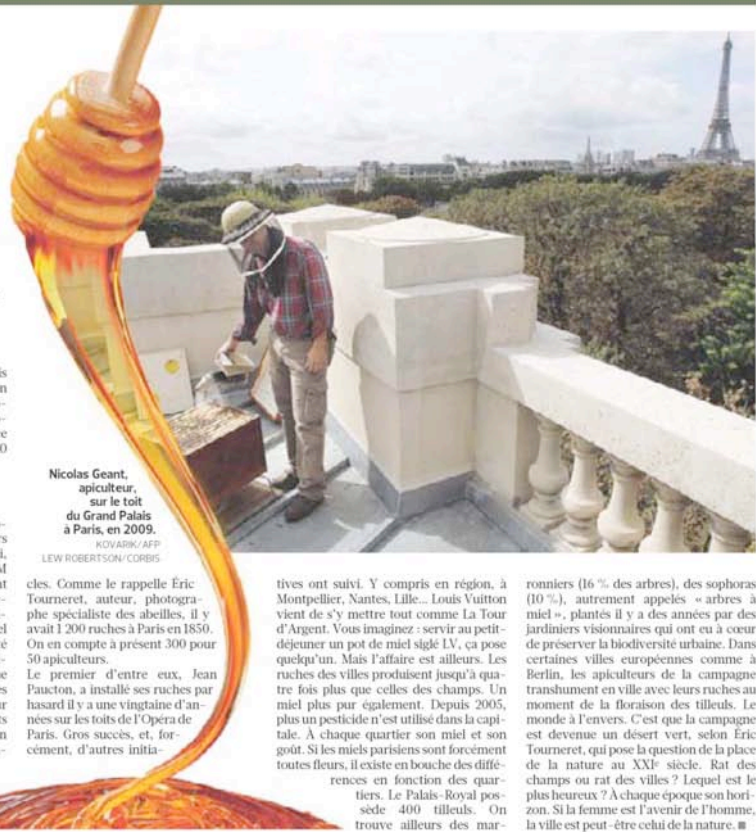 is
n
-
-
e
0
Nicolas Geant,
apiculteur,
sur le toit
du Grand Palais
à Paris, en 2009.
KOVARIK/AFP
LEW ROBERTSON/CORBIS
cles. Comme le rappelle Éric
Tourneret, auteur, photogra-
phe spécialiste des abeilles, il y
avait 1 200 ruches à Paris en 1850.
On en compte à présent 300 pour
50 apiculteurs.
Le premier d'entre eux, Jean
Paucton, a installé ses ruches par
hasard il y a une vingtaine d'an-
nées sur les toits de l'Opéra de
Paris. Gros succès, et, for-
cément, d'autres initia-
tives ont suivi. Y compris en région, à
Montpellier, Nantes, Lille... Louis Vuitton
vient de s'y mettre tout comme La Tour
d'Argent. Vous imaginez : servir au petit-
déjeuner un pot de miel siglé LV, ça pose
quelqu'un. Mais l'affaire est ailleurs. Les
ruches des villes produisent jusqu'à qua-
tre fois plus que celles des champs. Un
miel plus pur également. Depuis 2005,
plus un pesticide n'est utilisé dans la capi-
tale. À chaque quartier son miel et son
goût. Si les miels parisiens sont forcément
toutes fleurs, il existe en bouche des diffé-
rences en fonction des quar-
tiers. Le Palais-Royal pos-
sède 400 tilleuls. On
trouve ailleurs des mar-
ronniers (16 % des arbres), des sophoras
(10 %), autrement appelés « arbres à
miel », plantés il y a des années par des
jardiniers visionnaires qui ont eu à cœur
de préserver la biodiversité urbaine. Dans
certaines villes européennes comme à
Berlin, les apiculteurs de la campagne
transhument en ville avec leurs ruches au
moment de la floraison des tilleuls. Le
monde à l'envers. C'est que la campagne
est devenue un désert vert, selon Éric
Tourneret, qui pose la question de la place
de la nature au XXIe siècle. Rat des
champs ou rat des villes ? Lequel est le
plus heureux ? À chaque époque son hori-
zon. Si la femme est l'avenir de l'homme,
la ville est peut-être celui de la nature. ■